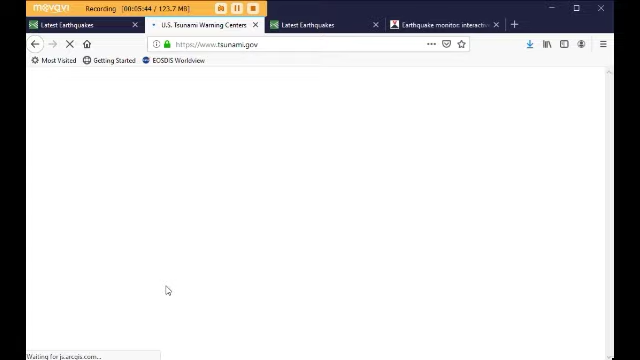 movavi Recording [00:05:44 / 123.7 MB]
Latest Earthquakes U.S. Tsunami Warning Centers Latest Earthquakes Earthquake monitor: interactive
https://www.tsunami.gov
Most Visited Getting Started EOSDIS Worldview
Waiting for js.arcgis.com...